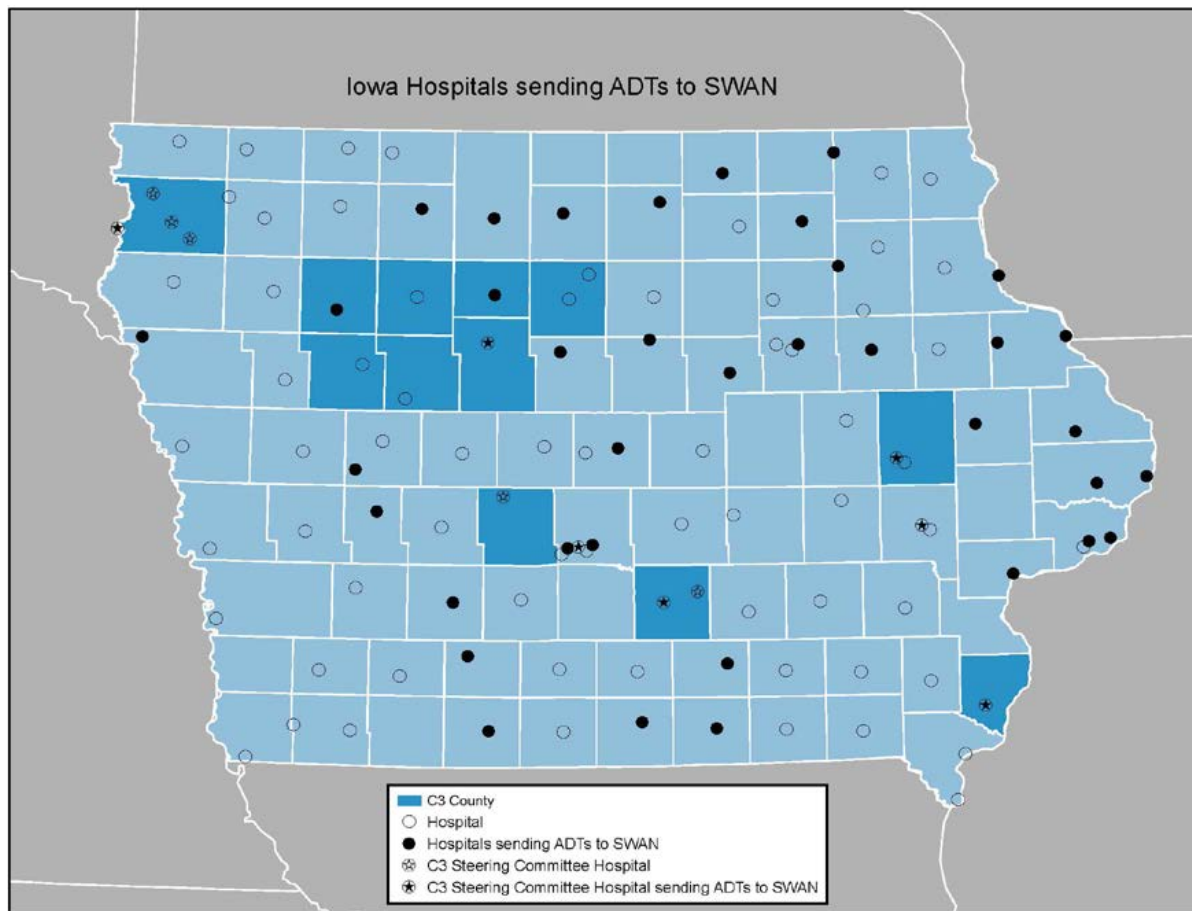 Iowa Hospitals sending ADTs to SWAN
C3 County
Hospital
Hospitals sending ADTs to SWAN
C3 Steering Committee Hospital
C3 Steering Committee Hospital sending ADTs to SWAN